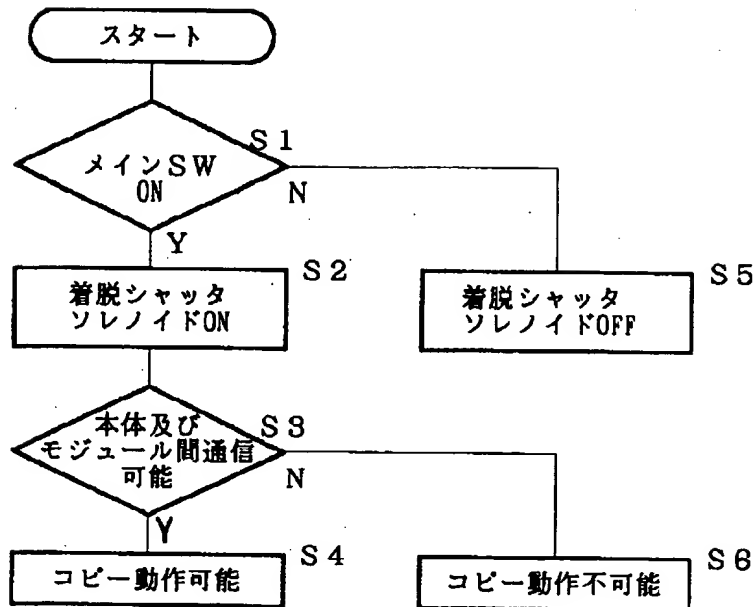 スタート
S1
メインSW
ON
N
Y
S2
着脱シャッタ
ソレノイドON
S5
着脱シャッタ
ソレノイドOFF
S3
本体及び
モジュール間通信
可能
N
Y
S4
コピー動作可能
S6
コピー動作不可能